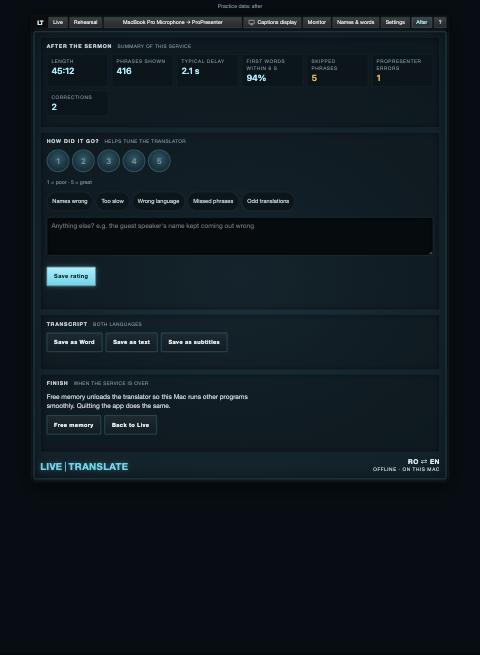 Practice data: after
LT Live Rehearsal MacBook Pro Microphone → ProPresenter Captions display Monitor Names & words Settings After ?
AFTER THE SERMON SUMMARY OF THIS SERVICE
LENGTH
45:12
PHRASES SHOWN
416
TYPICAL DELAY
2.1 s
FIRST WORDS
WITHIN 6 S
94%
SKIPPED
PHRASES
5
PROPRESENTER
ERRORS
1
CORRECTIONS
2
HOW DID IT GO? HELPS TUNE THE TRANSLATOR
1 2 3 4 5
1 = poor · 5 = great
Names wrong Too slow Wrong language Missed phrases Odd translations
Anything else? e.g. the guest speaker's name kept coming out wrong
Save rating
TRANSCRIPT BOTH LANGUAGES
Save as Word Save as text Save as subtitles
FINISH WHEN THE SERVICE IS OVER
Free memory unloads the translator so this Mac runs other programs
smoothly. Quitting the app does the same.
Free memory Back to Live
LIVE|TRANSLATE
RO ⇄ EN
OFFLINE · ON THIS MAC